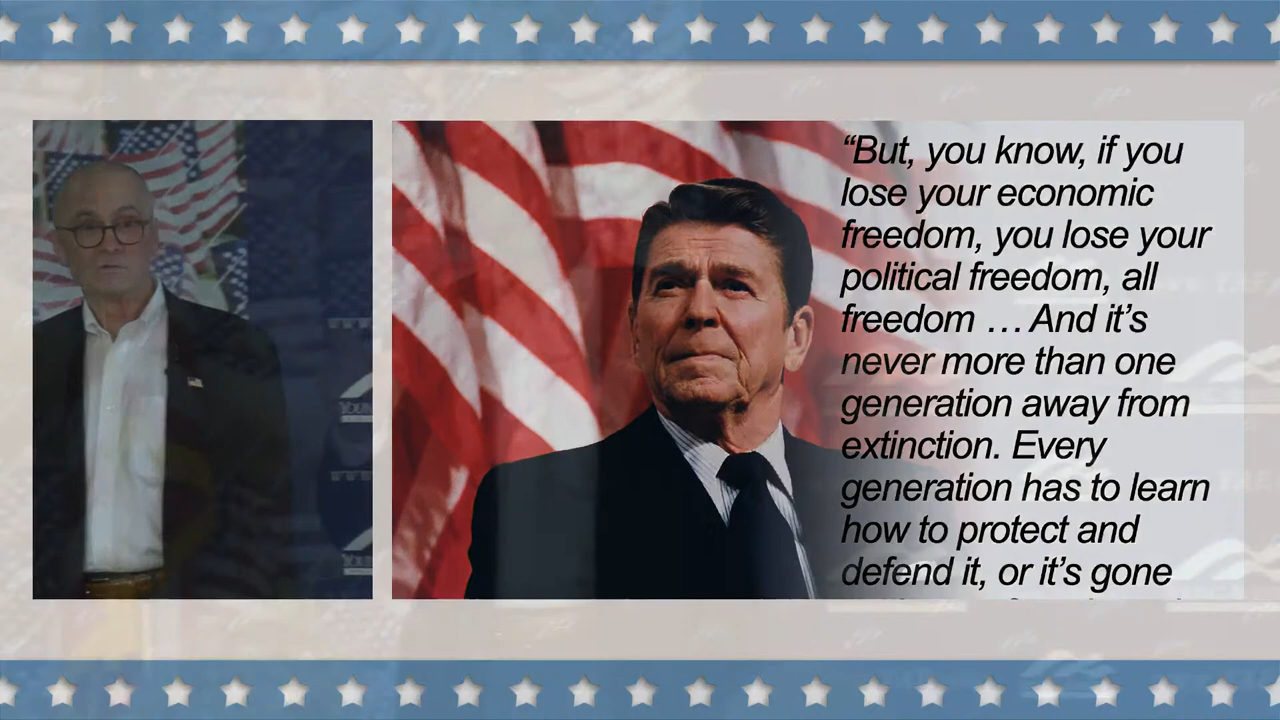 “But, you know, if you
lose your economic
freedom, you lose your
political freedom, all
freedom … And it’s
never more than one
generation away from
extinction. Every
generation has to learn
how to protect and
defend it, or it’s gone